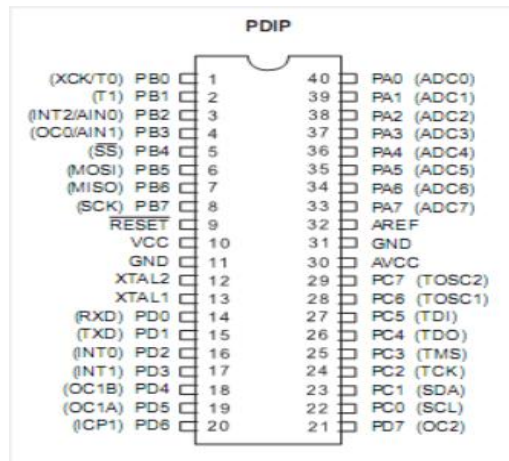 PDIP
(XCK/T0) PB0 1 40 PA0 (ADC0)
(T1) PB1 2 39 PA1 (ADC1)
(INT2/AIN0) PB2 3 38 PA2 (ADC2)
(OC0/AIN1) PB3 4 37 PA3 (ADC3)
(SS) PB4 5 36 PA4 (ADC4)
(MOSI) PB5 6 35 PA5 (ADC5)
(MISO) PB6 7 34 PA6 (ADC6)
(SCK) PB7 8 33 PA7 (ADC7)
RESET 9 32 AREF
VCC 10 31 GND
GND 11 30 AVCC
XTAL2 12 29 PC7 (TOSC2)
XTAL1 13 28 PC6 (TOSC1)
(RXD) PD0 14 27 PC5 (TDI)
(TXD) PD1 15 26 PC4 (TDO)
(INT0) PD2 16 25 PC3 (TMS)
(INT1) PD3 17 24 PC2 (TCK)
(OC1B) PD4 18 23 PC1 (SDA)
(OC1A) PD5 19 22 PC0 (SCL)
(ICP1) PD6 20 21 PD7 (OC2)